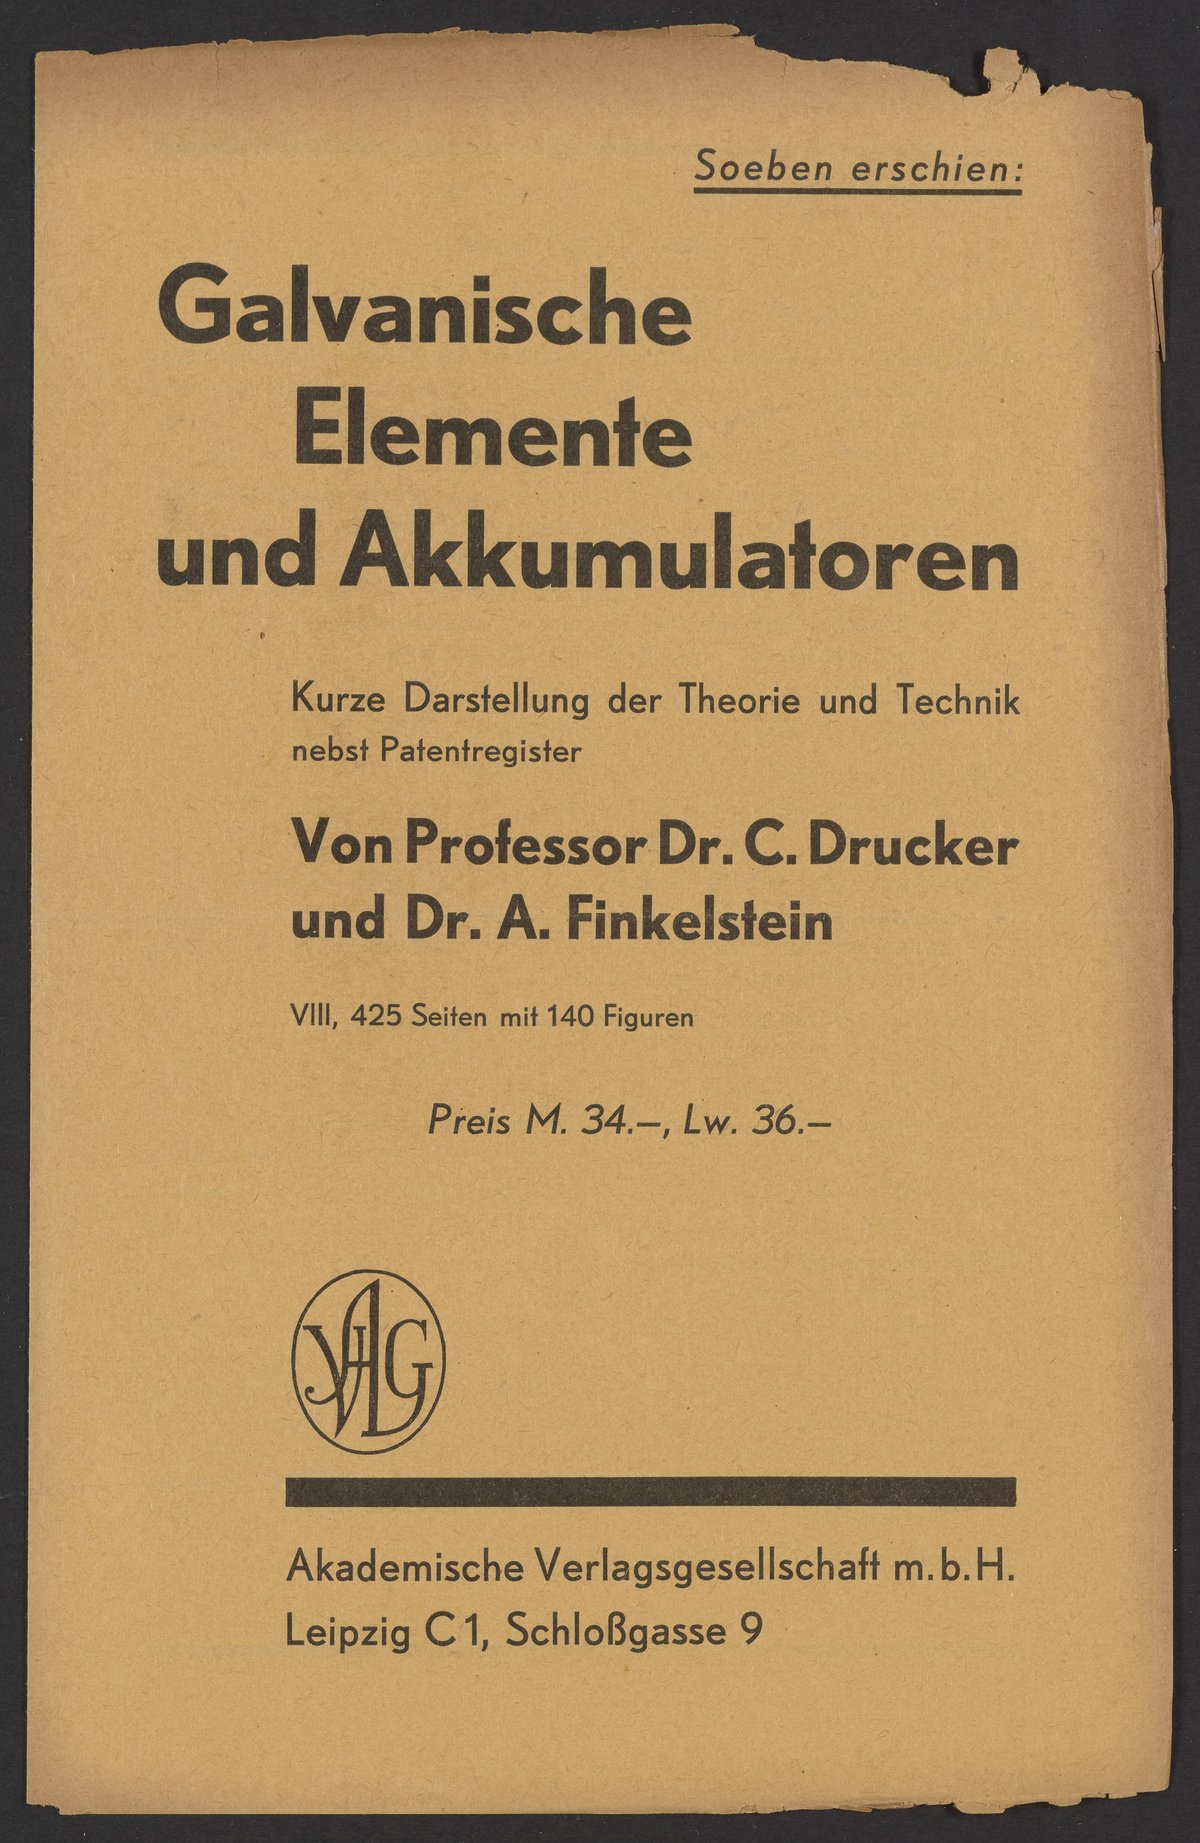 Soeben erschien:
Galvanische
Elemente
und Akkumulatoren
Kurze Darstellung der Theorie und Technik
nebst Patentregister
Von Professor Dr. C. Drucker
und Dr. A. Finkelstein
VIII, 425 Seiten mit 140 Figuren
Preis M. 34.–, Lw. 36.–
VAG
Akademische Verlagsgesellschaft m.b.H.
Leipzig C1, Schloßgasse 9